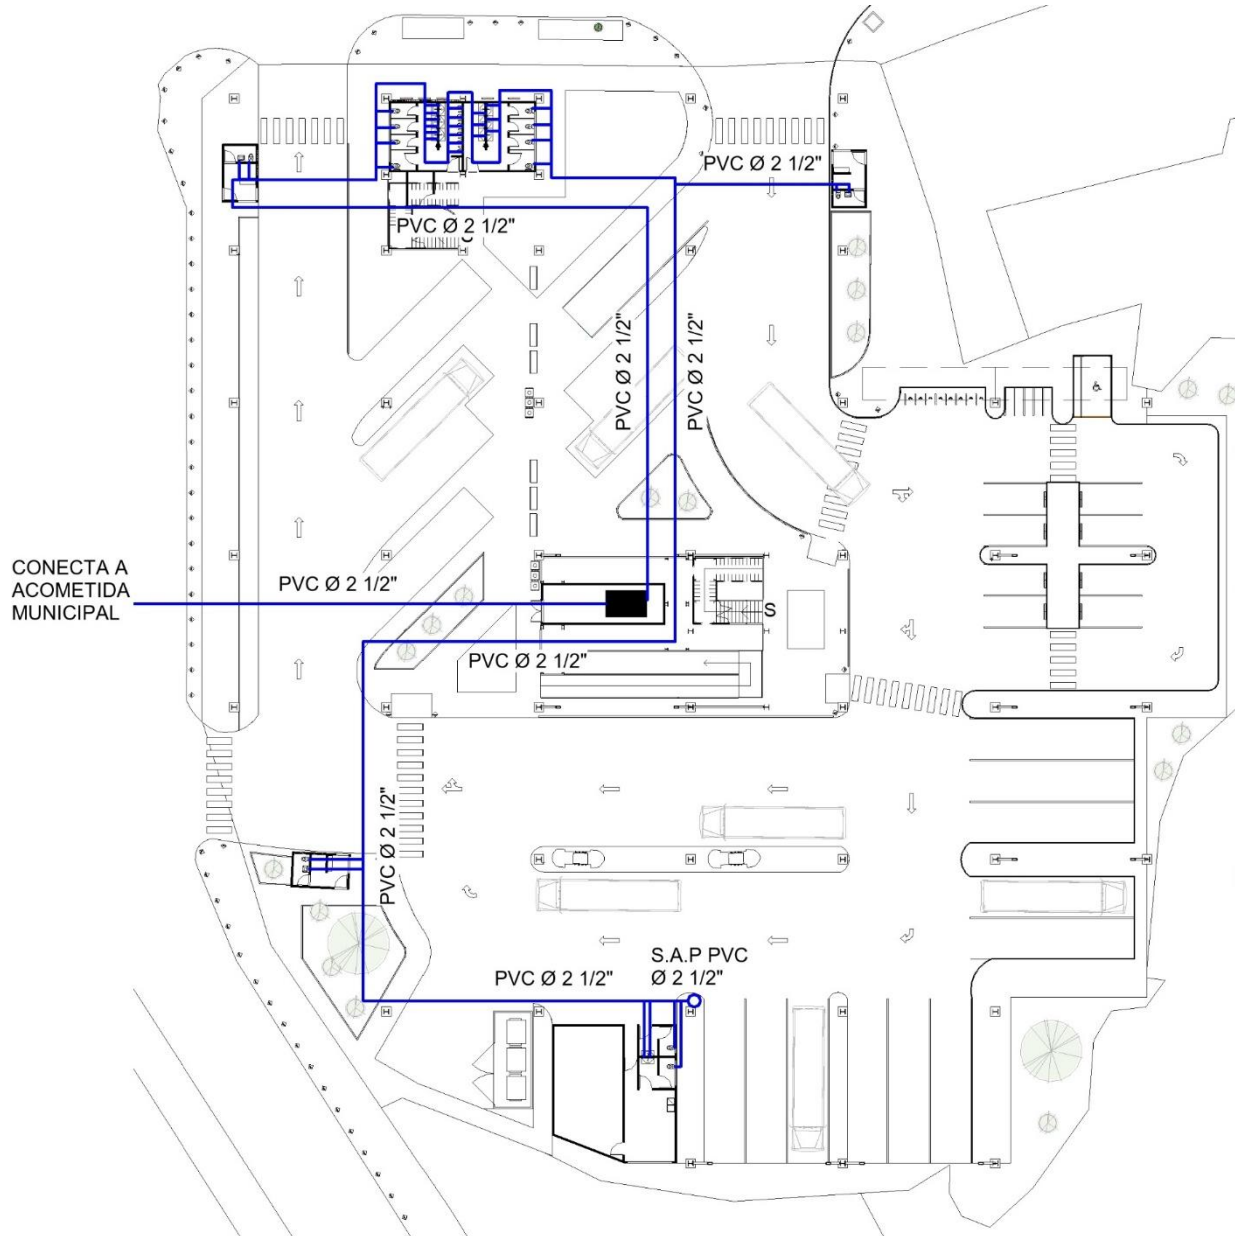 PVC Ø 2 1/2"
PVC Ø 2 1/2"
PVC Ø 2 1/2"
PVC Ø 2 1/2"
CONECTA A
ACOMETIDA
MUNICIPAL
PVC Ø 2 1/2"
S
PVC Ø 2 1/2"
PVC Ø 2 1/2"
PVC Ø 2 1/2"
S.A.P PVC
Ø 2 1/2"